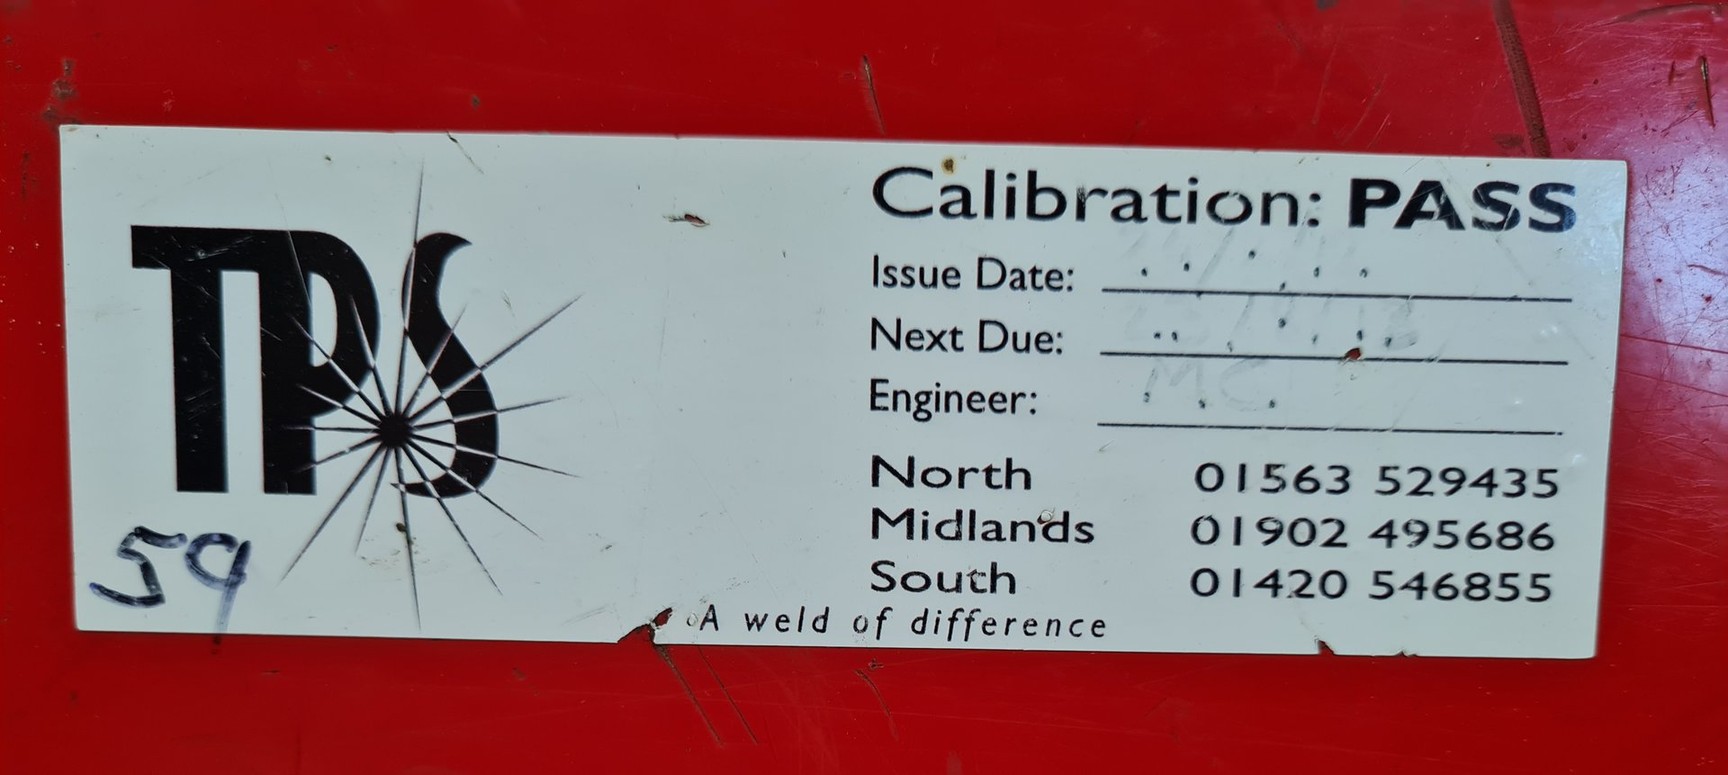 TPS
59
Calibration: PASS
Issue Date:
Next Due:
Engineer: MC
North 01563 529435
Midlands 01902 495686
South 01420 546855
A weld of difference